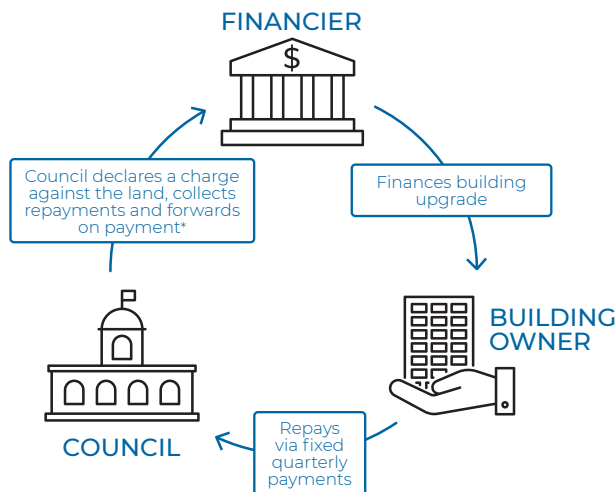 FINANCIER
$
Council declares a charge
against the land, collects
repayments and forwards
on payment*
Finances building
upgrade
BUILDING
OWNER
COUNCIL
Repays
via fixed
quarterly
payments